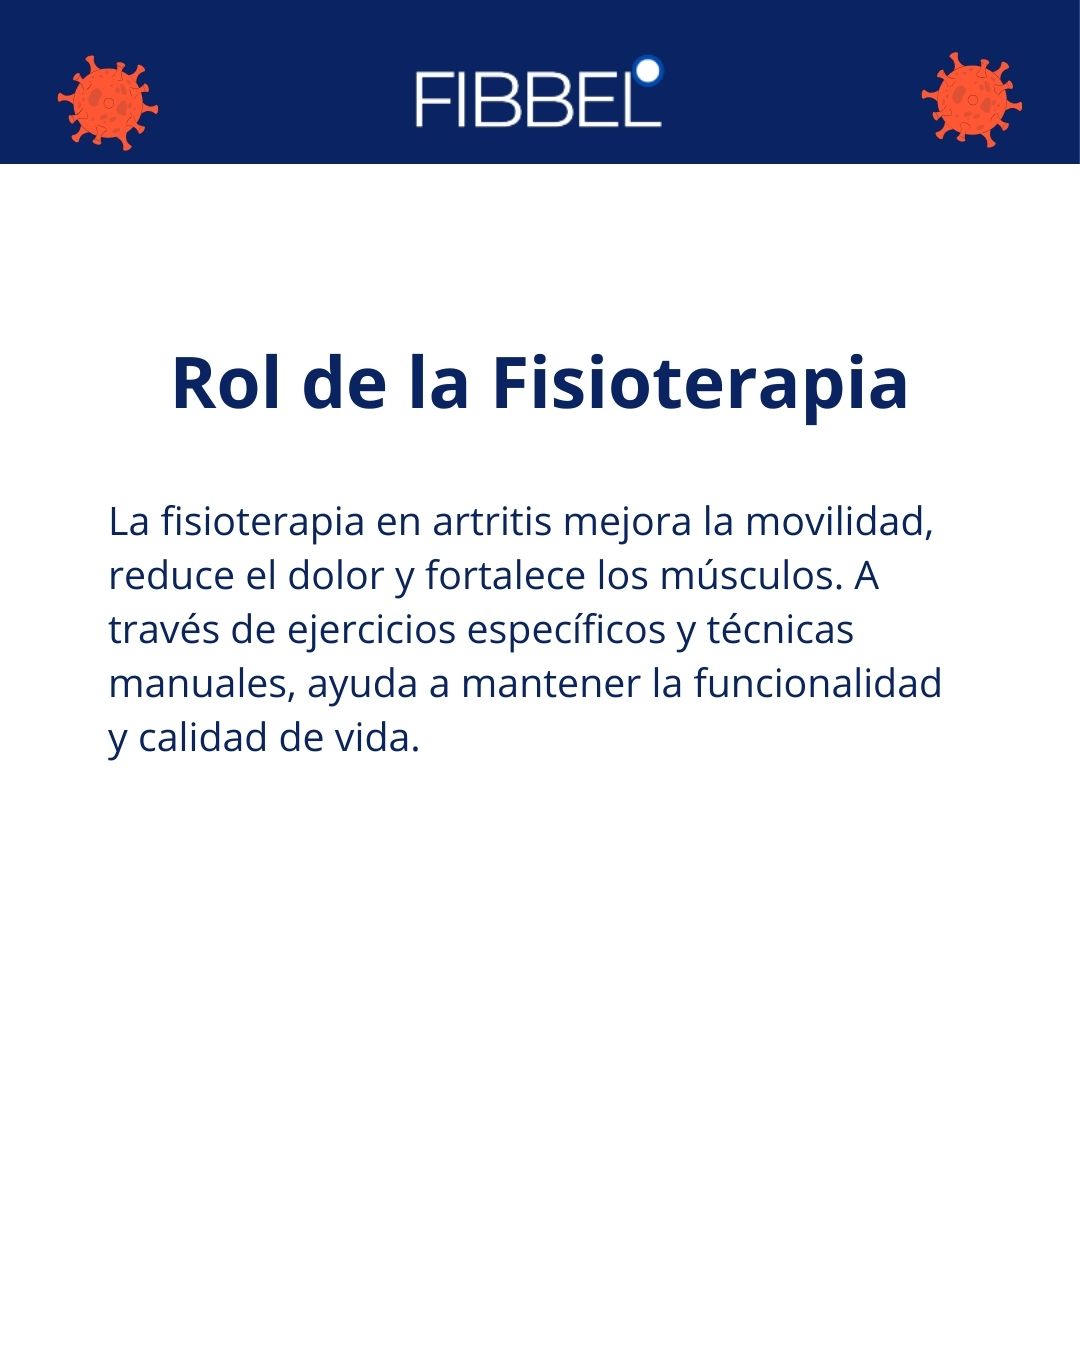 FIBBEL
Rol de la Fisioterapia
La fisioterapia en artritis mejora la movilidad,
reduce el dolor y fortalece los músculos. A
través de ejercicios específicos y técnicas
manuales, ayuda a mantener la funcionalidad
y calidad de vida.